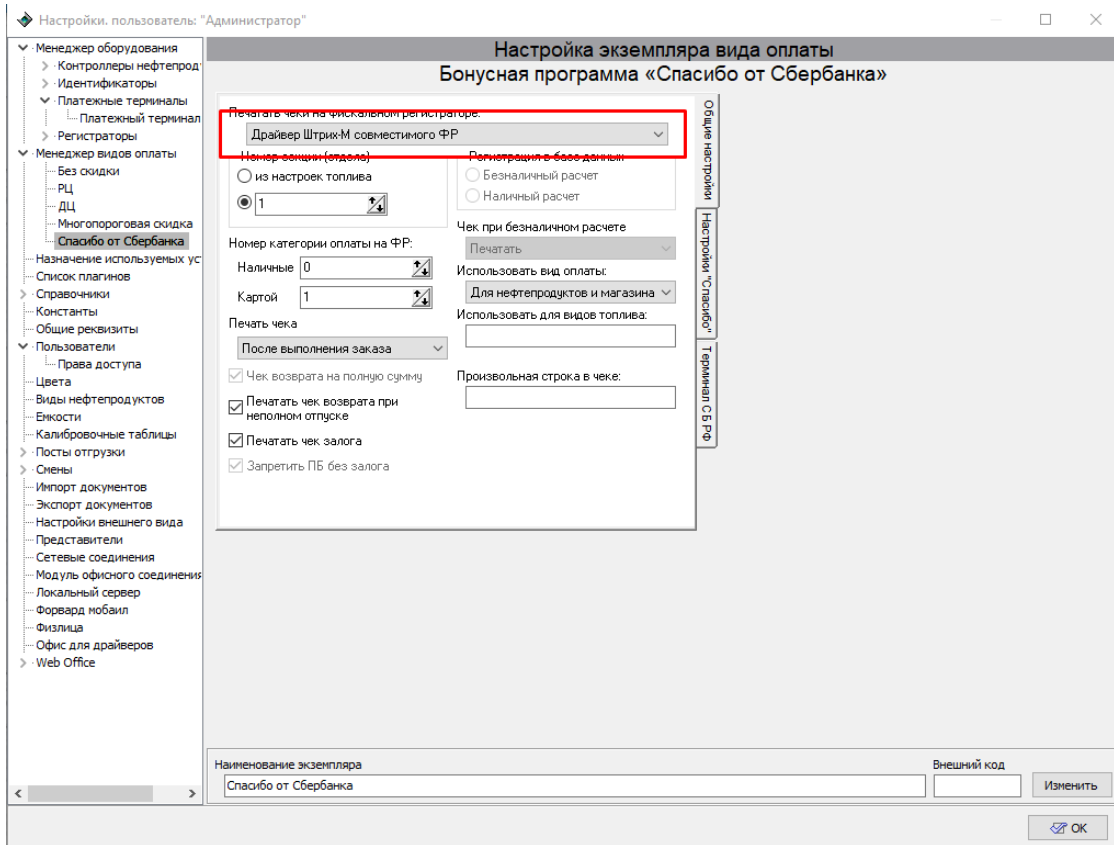 Настройки. пользователь: "Администратор"
Менеджер оборудования
Контроллеры нефтепрод
Идентификаторы
Платежные терминалы
Платежный терминал
Регистраторы
Менеджер видов оплаты
Без скидки
РЦ
ДЦ
Многопороговая скидка
Спасибо от Сбербанка
Назначение используемых ус
Список плагинов
Справочники
Константы
Общие реквизиты
Пользователи
Права доступа
Цвета
Виды нефтепродуктов
Емкости
Калибровочные таблицы
Посты отгрузки
Смены
Импорт документов
Экспорт документов
Настройки внешнего вида
Представители
Сетевые соединения
Модуль офисного соединения
Локальный сервер
Форвард мобаил
Физлица
Офис для драйверов
Web Office
Настройка экземпляра вида оплаты
Бонусная программа «Спасибо от Сбербанка»
Печатать чеки на фискальном регистраторе:
Драйвер Штрих-М совместимого ФР
Номер секции (отдела)
из настроек топлива
1
Номер категории оплаты на ФР:
Наличные 0
Картой 1
Печать чека
После выполнения заказа
Чек возврата на полную сумму
Печатать чек возврата при
неполном отпуске
Печатать чек залога
Запретить ПБ без залога
Регистрация в базе данных
Безналичный расчет
Наличный расчет
Чек при безналичном расчете
Печатать
Использовать вид оплаты:
Для нефтепродуктов и магазина
Использовать для видов топлива:
Произвольная строка в чеке:
Общие настройки
Настройки "Спасибо"
Терминал СБ РФ
Наименование экземпляра
Спасибо от Сбербанка
Внешний код
Изменить
ОК